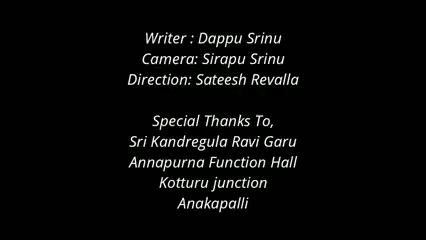 Writer : Dappu Srinu
Camera: Sirapu Srinu
Direction: Sateesh Revalla
Special Thanks To,
Sri Kandregula Ravi Garu
Annapurna Function Hall
Kotturu junction
Anakapalli